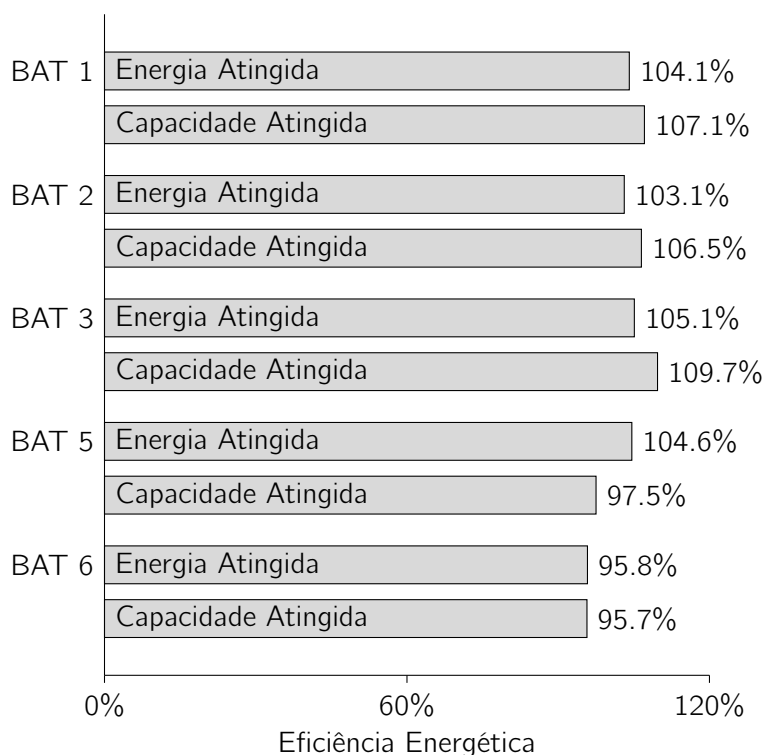 BAT 1 Energia Atingida 104.1%
Capacidade Atingida 107.1%
BAT 2 Energia Atingida 103.1%
Capacidade Atingida 106.5%
BAT 3 Energia Atingida 105.1%
Capacidade Atingida 109.7%
BAT 5 Energia Atingida 104.6%
Capacidade Atingida 97.5%
BAT 6 Energia Atingida 95.8%
Capacidade Atingida 95.7%
0% 60% 120%
Eficiência Energética